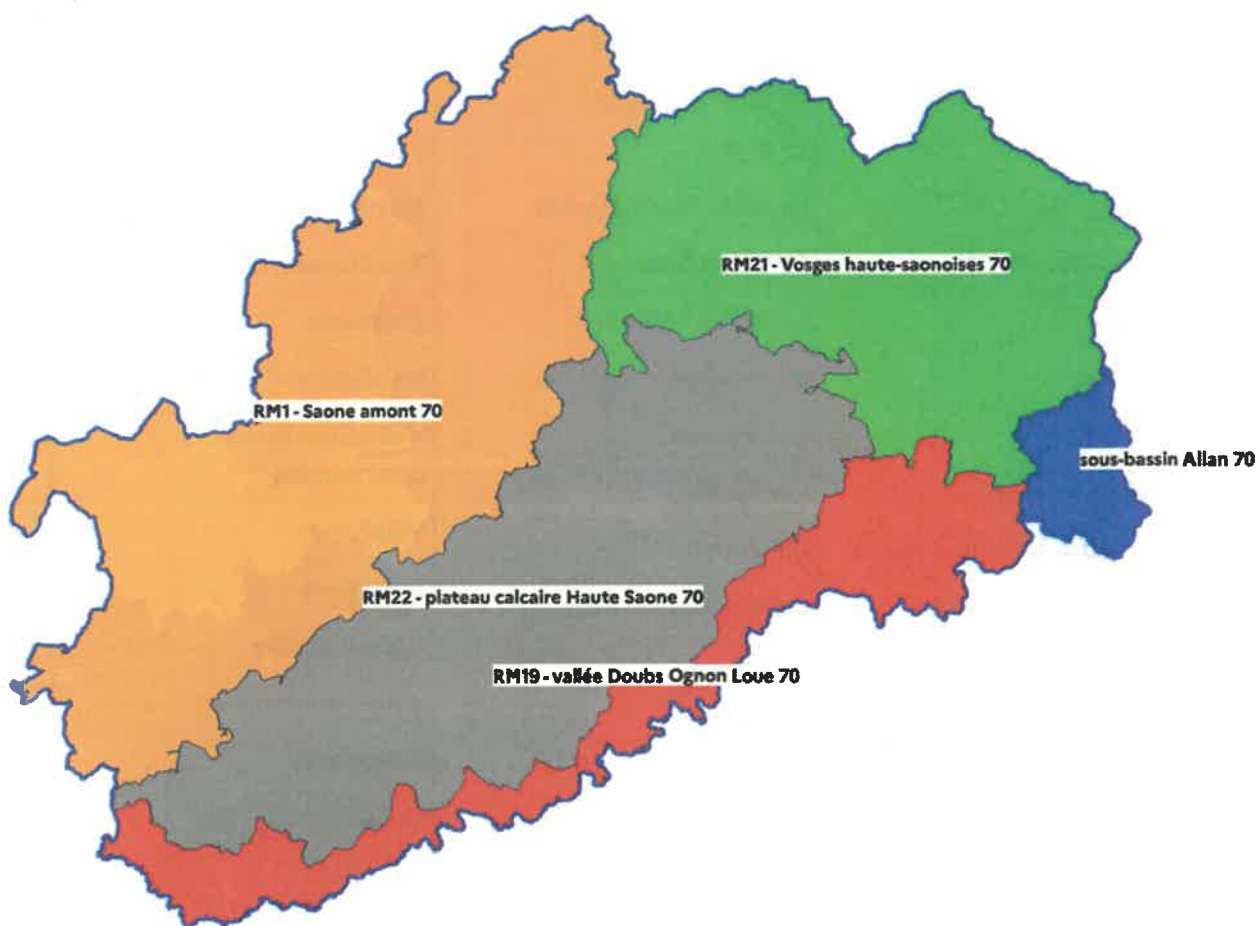 RM21 - Vosges haute-saonoises 70
RM1 - Saone amont 70
sous-bassin Allan 70
RM22 - plateau calcaire Haute Saone 70
RM19 - vallée Doubs Ognon Loue 70